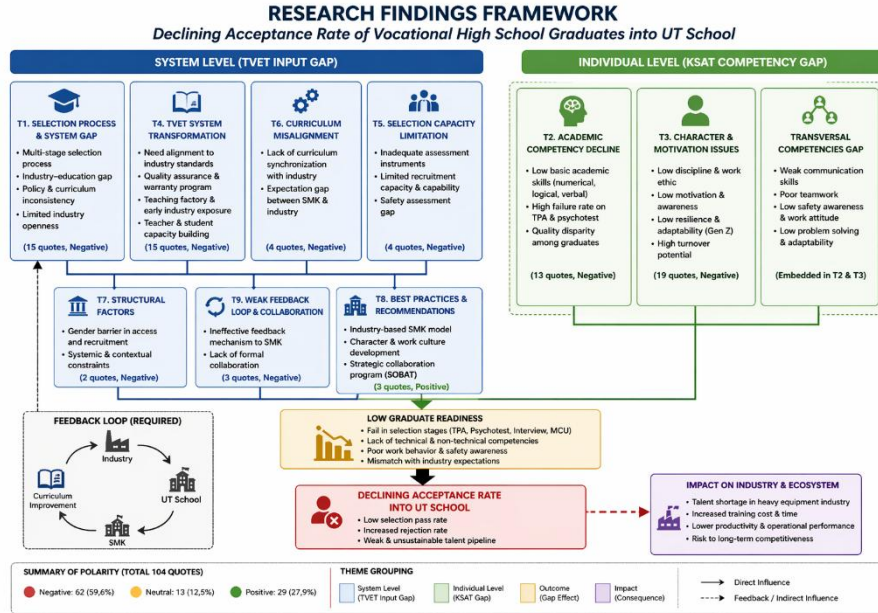 RESEARCH FINDINGS FRAMEWORK
Declining Acceptance Rate of Vocational High School Graduates into UT School
SYSTEM LEVEL (TVET INPUT GAP)
T1. SELECTION PROCESS
& SYSTEM GAP
• Multi-stage selection
process
• Industry–education gap
• Policy & curriculum
inconsistency
• Limited industry
openness
(15 quotes, Negative)
T4. TVET SYSTEM
TRANSFORMATION
• Need alignment to
industry standards
• Quality assurance &
warranty program
• Teaching factory &
early industry exposure
• Teacher & student
capacity building
(15 quotes, Negative)
T6. CURRICULUM
MISALIGNMENT
• Lack of curriculum
synchronization
with industry
• Expectation gap
between SMK &
industry
(4 quotes, Negative)
T5. SELECTION CAPACITY
LIMITATION
• Inadequate assessment
instruments
• Limited recruitment
capacity & capability
• Safety assessment
gap
(4 quotes, Negative)
INDIVIDUAL LEVEL (KSAT COMPETENCY GAP)
T2. ACADEMIC
COMPETENCY DECLINE
• Low basic academic
skills (numerical,
logical, verbal)
• High failure rate on
TPA & psychotest
• Quality disparity
among graduates
(13 quotes, Negative)
T3. CHARACTER &
MOTIVATION ISSUES
• Low discipline & work
ethic
• Low motivation &
awareness
• Low resilience &
adaptability (Gen Z)
• High turnover
potential
(19 quotes, Negative)
TRANSVERSAL
COMPETENCIES GAP
• Weak communication
skills
• Poor teamwork
• Low safety awareness
& work attitude
• Low problem solving
& adaptability
(Embedded in T2 & T3)
T7. STRUCTURAL
FACTORS
• Gender barrier in access
and recruitment
• Systemic & contextual
constraints
(2 quotes, Negative)
T9. WEAK FEEDBACK
LOOP & COLLABORATION
• Ineffective feedback
mechanism to SMK
• Lack of formal
collaboration
(3 quotes, Negative)
T8. BEST PRACTICES &
RECOMMENDATIONS
• Industry-based SMK model
• Character & work culture
development
• Strategic collaboration
program (SOBAT)
(3 quotes, Positive)
FEEDBACK LOOP (REQUIRED)
Industry
UT School
SMK
Curriculum
Improvement
LOW GRADUATE READINESS
• Fail in selection stages (TPA, Psychotest, Interview, MCU)
• Lack of technical & non-technical competencies
• Poor work behavior & safety awareness
• Mismatch with industry expectations
DECLINING ACCEPTANCE RATE
INTO UT SCHOOL
• Low selection pass rate
• Increased rejection rate
• Weak & unsustainable talent pipeline
IMPACT ON INDUSTRY & ECOSYSTEM
• Talent shortage in heavy equipment industry
• Increased training cost & time
• Lower productivity & operational performance
• Risk to long-term competitiveness
SUMMARY OF POLARITY (TOTAL 104 QUOTES)
Negative: 62 (59,6%)
Neutral: 13 (12,5%)
Positive: 29 (27,9%)
THEME GROUPING
System Level
(TVET Input Gap)
Individual Level
(KSAT Gap)
Outcome
(Gap Effect)
Impact
(Consequence)
Direct Influence
Feedback / Indirect Influence